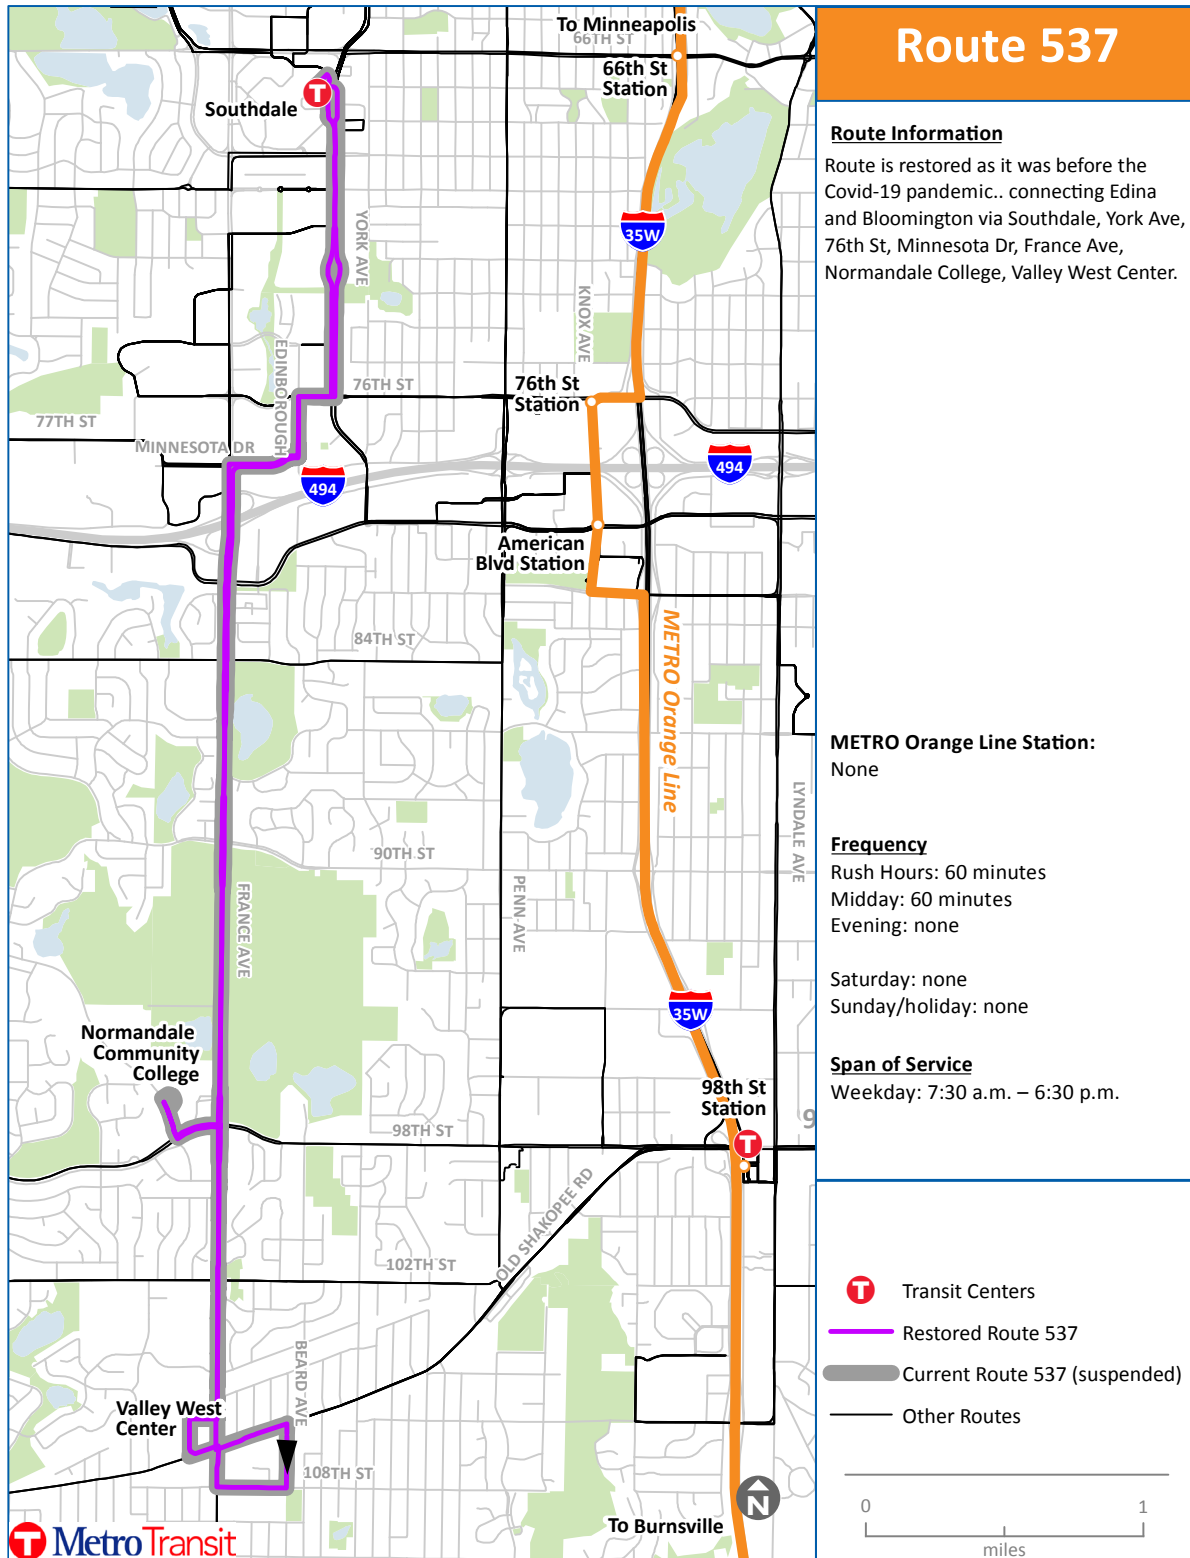 To Minneapolis
66TH ST
66th St
Station
Southdale
T
YORK AVE
35W
KNOX AVE
EDINBOROUGH
76TH ST
76th St
Station
77TH ST
MINNESOTA DR
494
494
American
Blvd Station
84TH ST
METRO Orange Line
LYNDALE AVE
90TH ST
PENN AVE
FRANCE AVE
35W
Normandale
Community
College
98th St
Station
98TH ST
9
T
OLD SHAKOPEE RD
102TH ST
BEARD AVE
Valley West
Center
108TH ST
N
To Burnsville
T MetroTransit
Route 537
Route Information
Route is restored as it was before the
Covid-19 pandemic.. connecting Edina
and Bloomington via Southdale, York Ave,
76th St, Minnesota Dr, France Ave,
Normandale College, Valley West Center.
METRO Orange Line Station:
None
Frequency
Rush Hours: 60 minutes
Midday: 60 minutes
Evening: none
Saturday: none
Sunday/holiday: none
Span of Service
Weekday: 7:30 a.m. – 6:30 p.m.
T Transit Centers
Restored Route 537
Current Route 537 (suspended)
Other Routes
0 1
miles